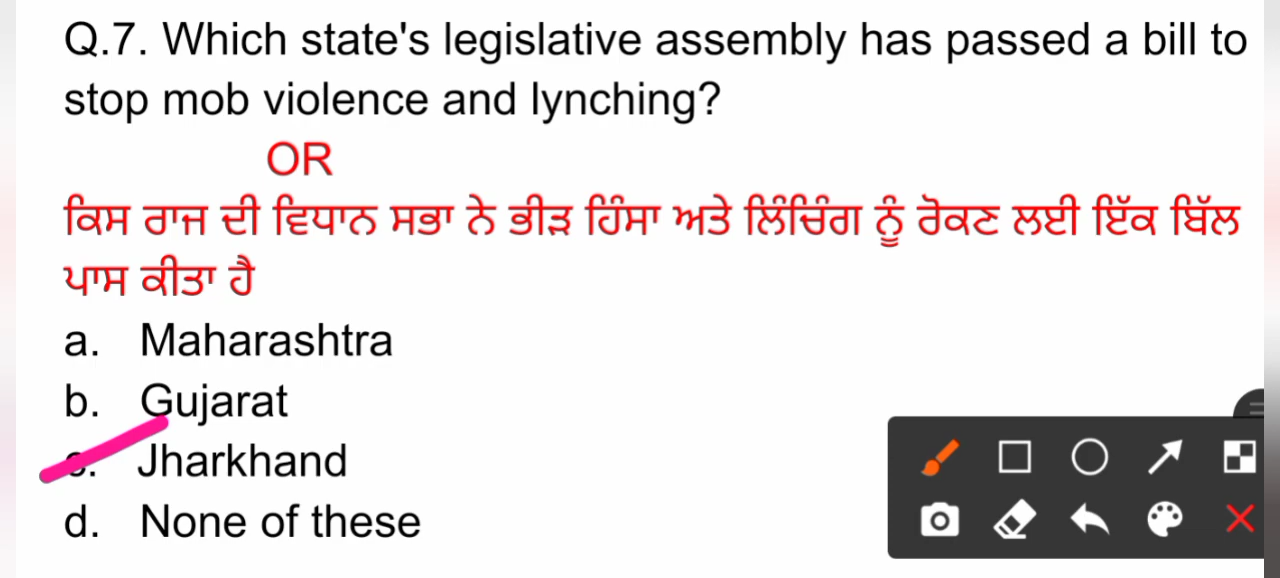 Q.7. Which state's legislative assembly has passed a bill to
stop mob violence and lynching?
OR
ਕਿਸ ਰਾਜ ਦੀ ਵਿਧਾਨ ਸਭਾ ਨੇ ਭੀੜ ਹਿੰਸਾ ਅਤੇ ਲਿੰਚਿੰਗ ਨੂੰ ਰੋਕਣ ਲਈ ਇੱਕ ਬਿੱਲ
ਪਾਸ ਕੀਤਾ ਹੈ
a. Maharashtra
b. Gujarat
c. Jharkhand
d. None of these